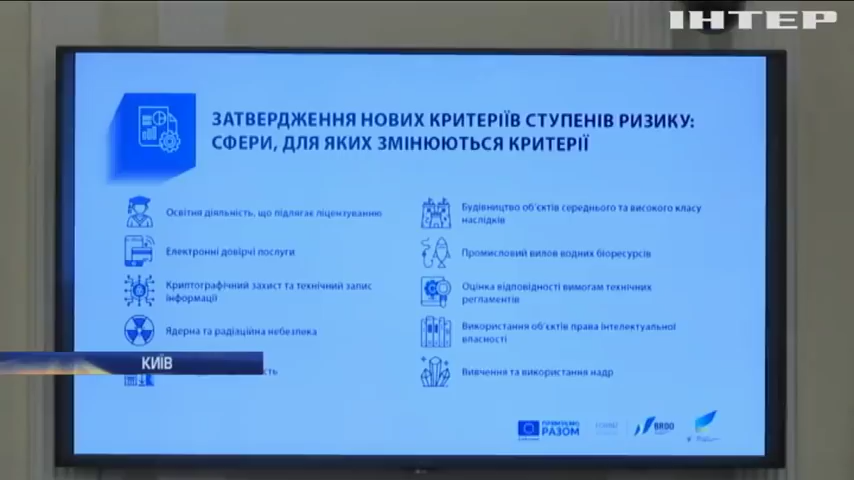 ІНТЕР
ЗАТВЕРДЖЕННЯ НОВИХ КРИТЕРІЇВ СТУПЕНІВ РИЗИКУ:
СФЕРИ, ДЛЯ ЯКИХ ЗМІНЮЮТЬСЯ КРИТЕРІЇ
Освітня діяльність, що підлягає ліцензуванню
Електронні довірчі послуги
Криптографічний захист та технічний запис
інформації
Ядерна та радіаційна небезпека
Будівництво об'єктів середнього та високого класу
наслідків
Промисловий вилов водних біоресурсів
Оцінка відповідності вимогам технічних
регламентів
Використання об'єктів права інтелектуальної
власності
Вивчення та використання надр
КИЇВ
ПРЯМУЄМО
РАЗОМ
BRDO